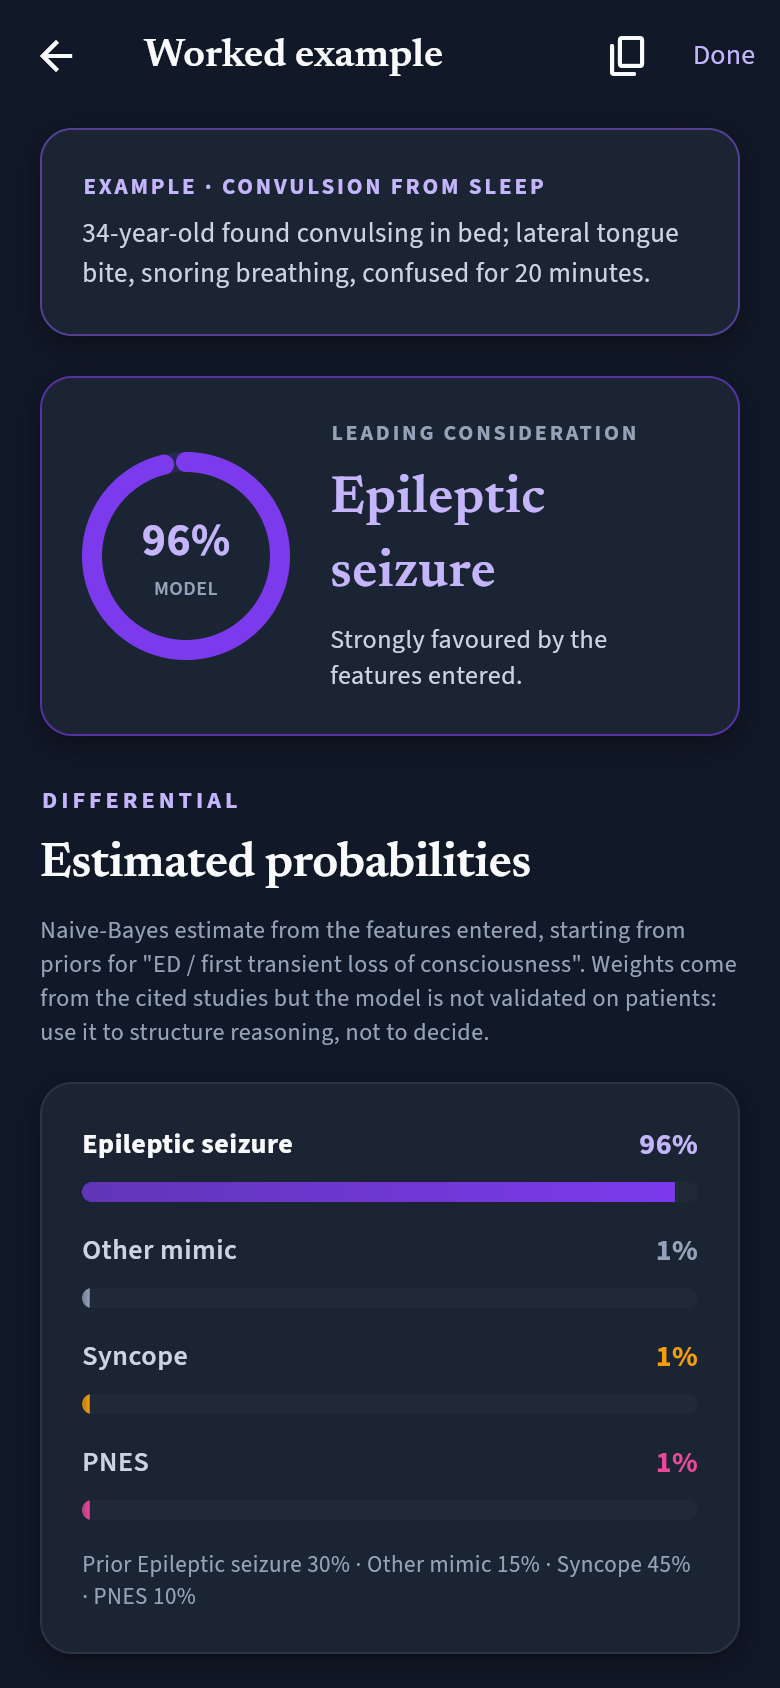 Worked example
Done
EXAMPLE · CONVULSION FROM SLEEP
34-year-old found convulsing in bed; lateral tongue
bite, snoring breathing, confused for 20 minutes.
96%
MODEL
LEADING CONSIDERATION
Epileptic
seizure
Strongly favoured by the
features entered.
DIFFERENTIAL
Estimated probabilities
Naive-Bayes estimate from the features entered, starting from
priors for "ED / first transient loss of consciousness". Weights come
from the cited studies but the model is not validated on patients:
use it to structure reasoning, not to decide.
Epileptic seizure 96%
Other mimic 1%
Syncope 1%
PNES 1%
Prior Epileptic seizure 30% · Other mimic 15% · Syncope 45%
· PNES 10%